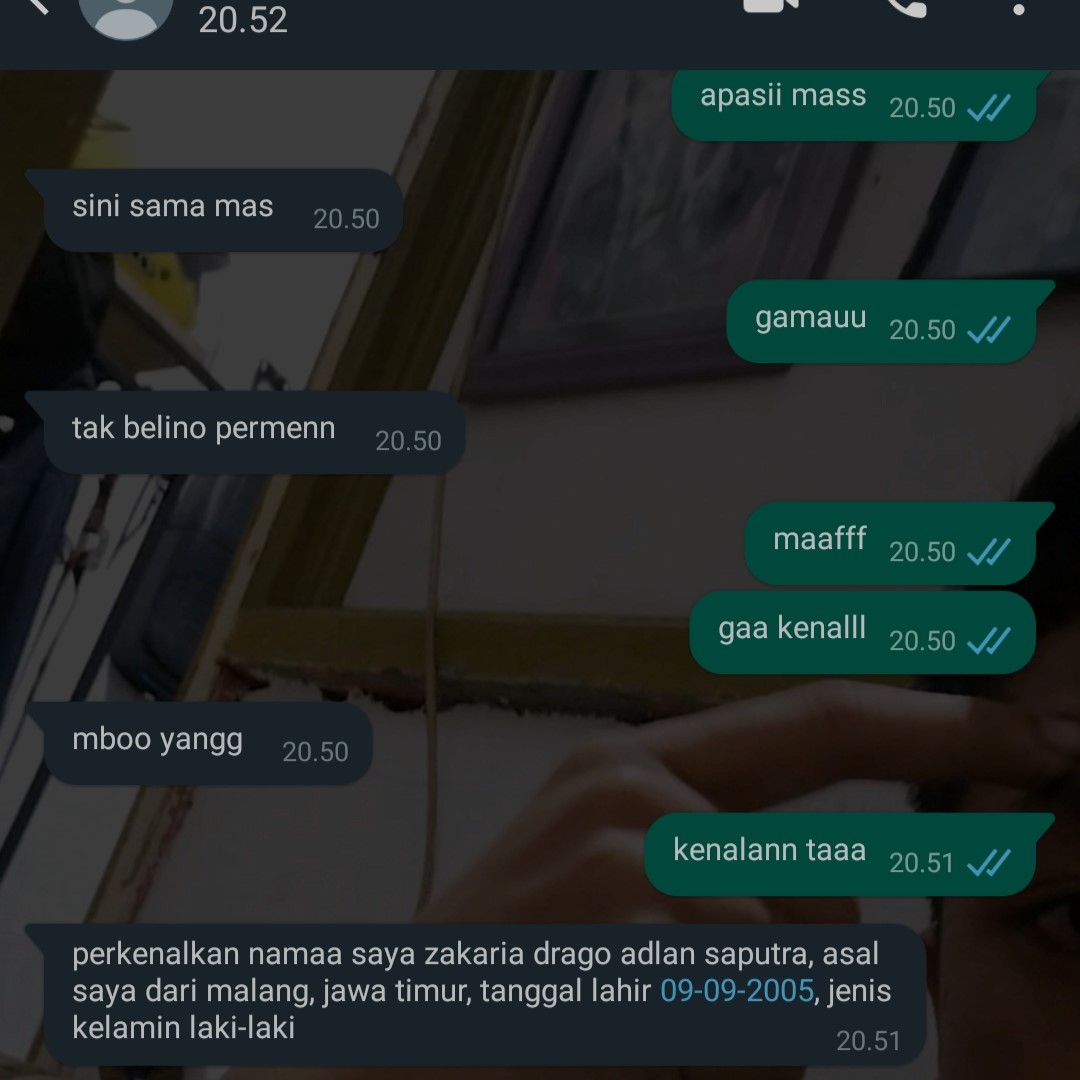 20.52
apasii mass 20.50
sini sama mas 20.50
gamauu 20.50
tak belino permenn 20.50
maafff 20.50
gaa kenalll 20.50
mboo yangg 20.50
kenalann taaa 20.51
perkenalkan namaa saya zakaria drago adlan saputra, asal
saya dari malang, jawa timur, tanggal lahir 09-09-2005, jenis
kelamin laki-laki
20.51